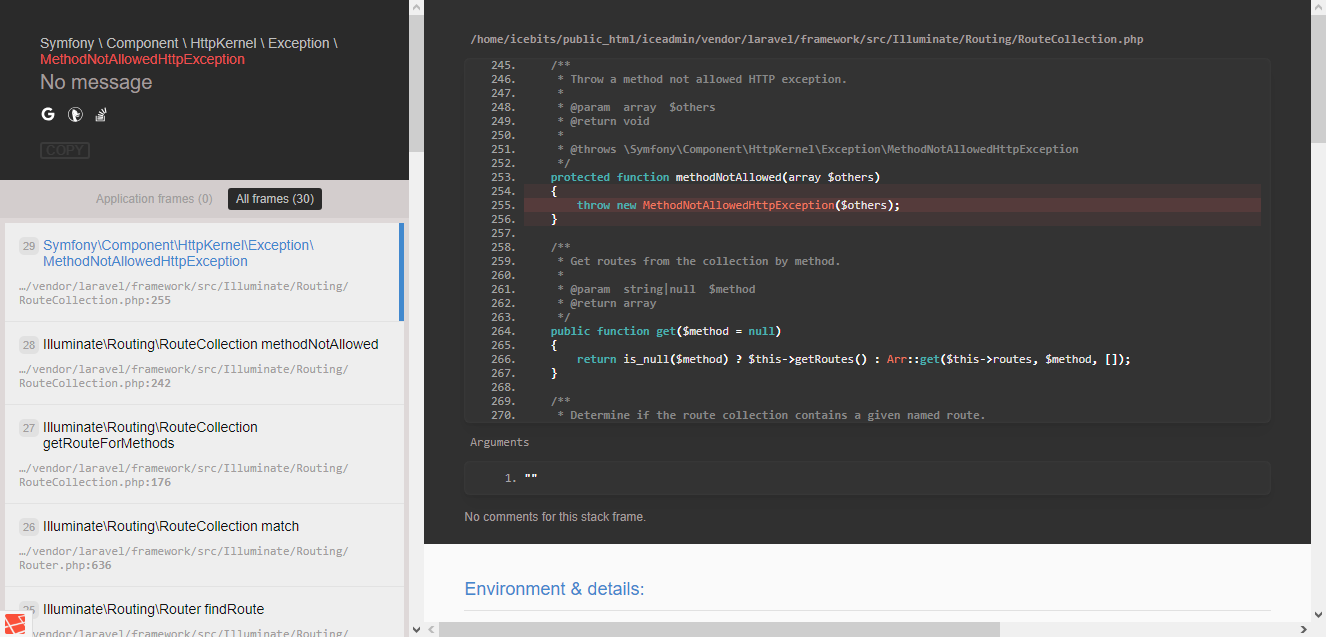 Symfony \ Component \ HttpKernel \ Exception \
MethodNotAllowedHttpException
No message
COPY
Application frames (0)
All frames (30)
29 Symfony\Component\HttpKernel\Exception\
MethodNotAllowedHttpException
…/vendor/laravel/framework/src/Illuminate/Routing/
RouteCollection.php:255
28 Illuminate\Routing\RouteCollection methodNotAllowed
…/vendor/laravel/framework/src/Illuminate/Routing/
RouteCollection.php:242
27 Illuminate\Routing\RouteCollection
getRouteForMethods
…/vendor/laravel/framework/src/Illuminate/Routing/
RouteCollection.php:176
26 Illuminate\Routing\RouteCollection match
…/vendor/laravel/framework/src/Illuminate/Routing/
Router.php:636
25 Illuminate\Routing\Router findRoute
…/vendor/laravel/framework/src/Illuminate/Routing/
/home/icebits/public_html/iceadmin/vendor/laravel/framework/src/Illuminate/Routing/RouteCollection.php
245. /**
246. * Throw a method not allowed HTTP exception.
247. *
248. * @param  array  $others
249. * @return void
250. *
251. * @throws \Symfony\Component\HttpKernel\Exception\MethodNotAllowedHttpException
252. */
253. protected function methodNotAllowed(array $others)
254. {
255. throw new MethodNotAllowedHttpException($others);
256. }
257.
258. /**
259. * Get routes from the collection by method.
260. *
261. * @param  string|null  $method
262. * @return array
263. */
264. public function get($method = null)
265. {
266. return is_null($method) ? $this->getRoutes() : Arr::get($this->routes, $method, []);
267. }
268.
269. /**
270. * Determine if the route collection contains a given named route.
Arguments
1. ""
No comments for this stack frame.
Environment & details: